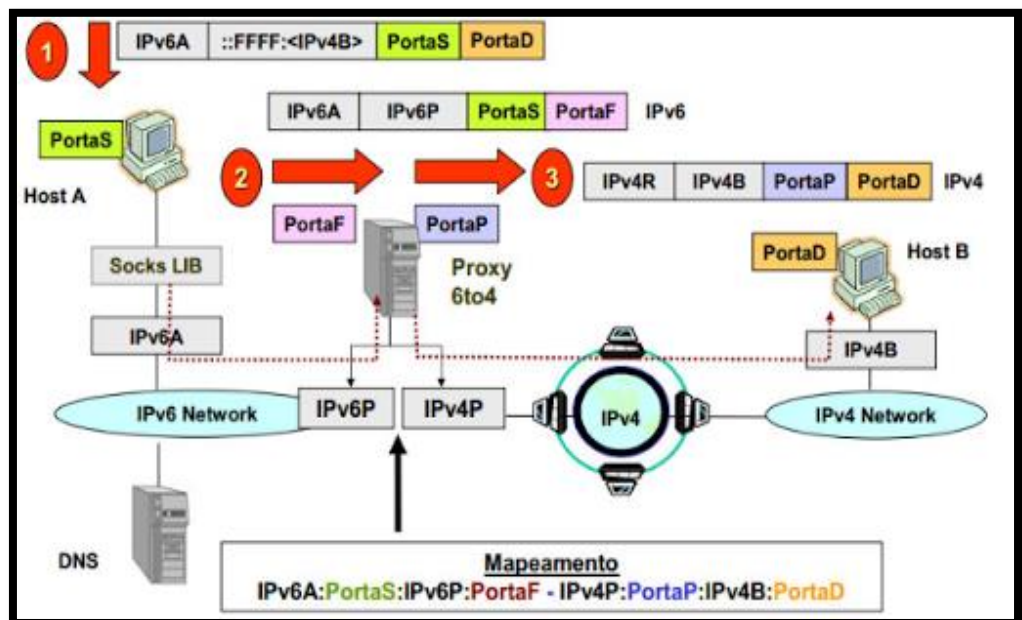 1 IPv6A ::FFFF:<IPv4B> PortaS PortaD
IPv6A IPv6P PortaS PortaF IPv6
PortaS
Host A
2
3 IPv4R IPv4B PortaP PortaD IPv4
PortaF PortaP
Proxy
6to4
PortaD Host B
Socks LIB
IPv6A
IPv4B
IPv6 Network IPv6P IPv4P IPv4 IPv4 Network
DNS
Mapeamento
IPv6A:PortaS:IPv6P:PortaF - IPv4P:PortaP:IPv4B:PortaD